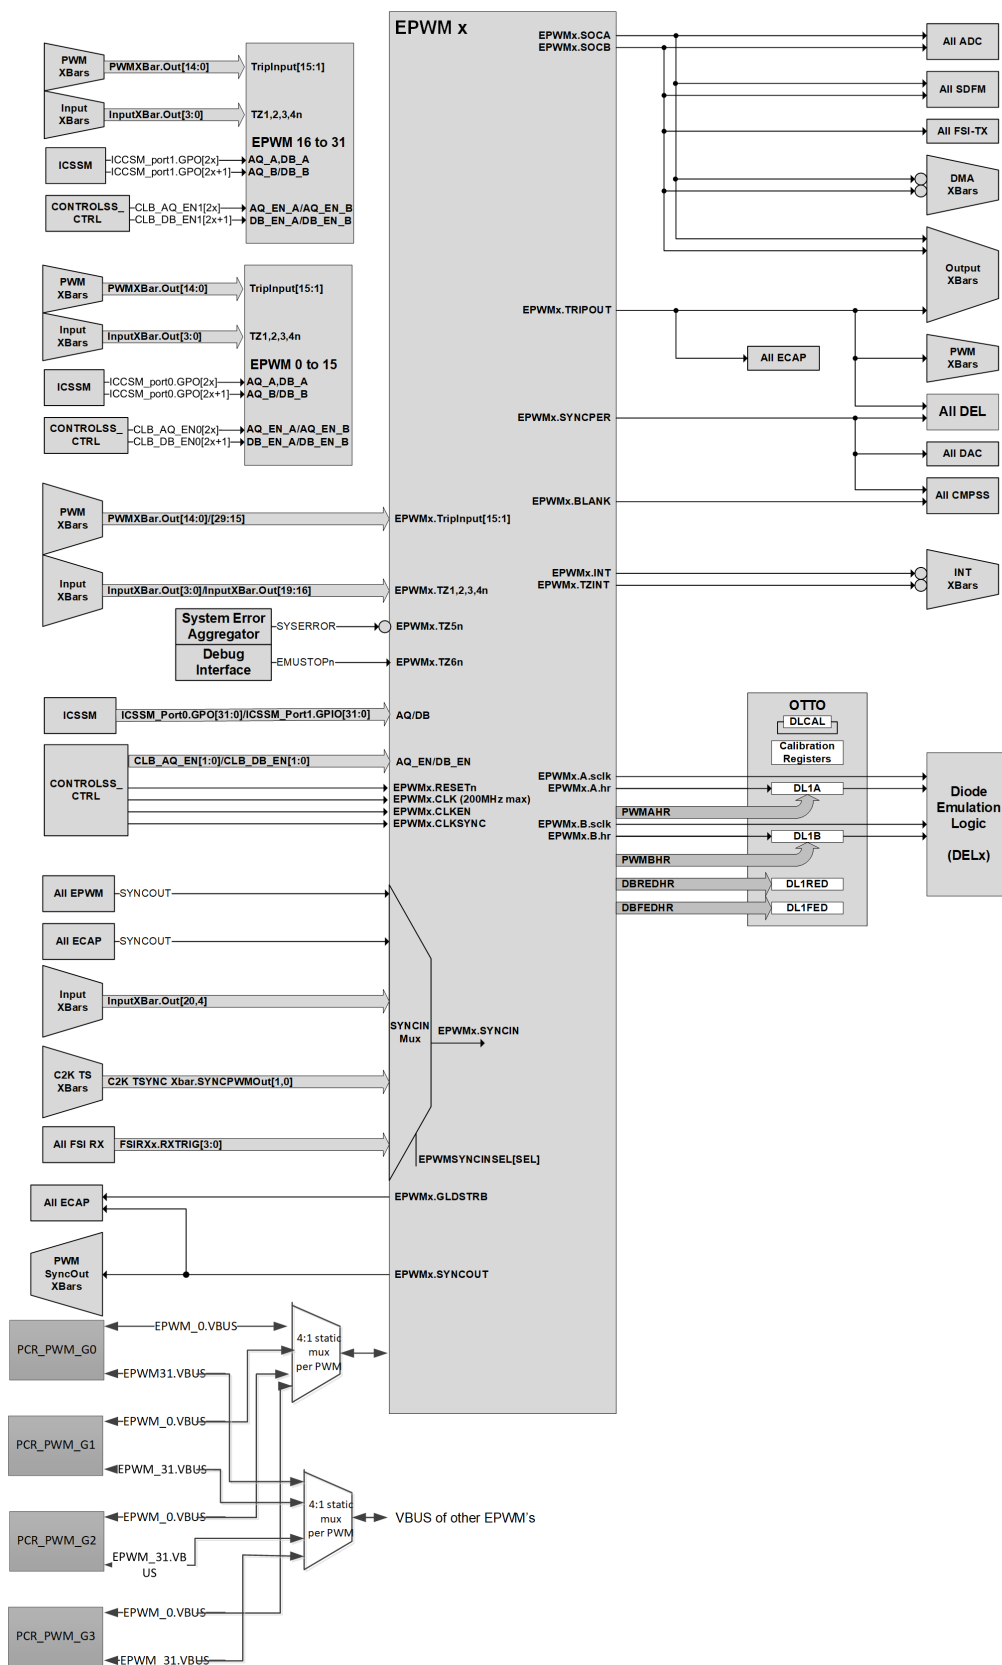 EPWM x
PWM
XBars
PWMXBar.Out[14:0]
TripInput[15:1]
Input
XBars
InputXBar.Out[3:0]
TZ1,2,3,4n
EPWM 16 to 31
ICSSM
ICCSM_port1.GPO[2x]
ICCSM_port1.GPO[2x+1]
AQ_A,DB_A
AQ_B/DB_B
CONTROLSS_
CTRL
CLB_AQ_EN1[2x]
CLB_DB_EN1[2x+1]
AQ_EN_A/AQ_EN_B
DB_EN_A/DB_EN_B
PWM
XBars
PWMXBar.Out[14:0]
TripInput[15:1]
Input
XBars
InputXBar.Out[3:0]
TZ1,2,3,4n
EPWM 0 to 15
ICSSM
ICCSM_port0.GPO[2x]
ICCSM_port0.GPO[2x+1]
AQ_A,DB_A
AQ_B/DB_B
CONTROLSS_
CTRL
CLB_AQ_EN0[2x]
CLB_DB_EN0[2x+1]
AQ_EN_A/AQ_EN_B
DB_EN_A/DB_EN_B
PWM
XBars
PWMXBar.Out[14:0]/[29:15]
EPWMx.TripInput[15:1]
Input
XBars
InputXBar.Out[3:0]/InputXBar.Out[19:16]
EPWMx.TZ1,2,3,4n
System Error
Aggregator
SYSERROR
EPWMx.TZ5n
Debug
Interface
EMUSTOPn
EPWMx.TZ6n
ICSSM
ICSSM_Port0.GPO[31:0]/ICSSM_Port1.GPIO[31:0]
AQ/DB
CONTROLSS_
CTRL
CLB_AQ_EN[1:0]/CLB_DB_EN[1:0]
AQ_EN/DB_EN
EPWMx.RESETn
EPWMx.CLK (200MHz max)
EPWMx.CLKEN
EPWMx.CLKSYNC
All EPWM
SYNCOUT
All ECAP
SYNCOUT
Input
XBars
InputXBar.Out[20,4]
SYNCIN
Mux
EPWMx.SYNCIN
C2K TS
XBars
C2K TSYNC Xbar.SYNCPWMOut[1,0]
All FSI RX
FSIRXx.RXTRIG[3:0]
EPWMSYNCINSEL[SEL]
All ECAP
EPWMx.GLDSTRB
PWM
SyncOut
XBars
EPWMx.SYNCOUT
EPWMx.SOCA
EPWMx.SOCB
All ADC
All SDFM
All FSI-TX
DMA
XBars
Output
XBars
EPWMx.TRIPOUT
All ECAP
PWM
XBars
All DEL
EPWMx.SYNCPER
All DAC
All CMPSS
EPWMx.BLANK
EPWMx.INT
EPWMx.TZINT
INT
XBars
OTTO
DLCAL
Calibration
Registers
EPWMx.A.sclk
EPWMx.A.hr
DL1A
PWMAHR
EPWMx.B.sclk
EPWMx.B.hr
DL1B
PWMBHR
DBREDHR
DL1RED
DBFEDHR
DL1FED
Diode
Emulation
Logic
(DELx)
PCR_PWM_G0
EPWM_0.VBUS
EPWM31.VBUS
4:1 static
mux
per PWM
PCR_PWM_G1
EPWM_0.VBUS
EPWM_31.VBUS
PCR_PWM_G2
EPWM_0.VBUS
EPWM_31.VB
US
4:1 static
mux
per PWM
VBUS of other EPWM's
PCR_PWM_G3
EPWM_0.VBUS
EPWM_31.VBUS